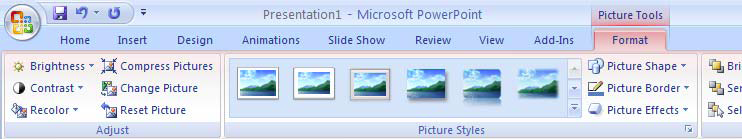 Presentation1 - Microsoft PowerPoint
Picture Tools
Home Insert Design Animations Slide Show Review View Add-Ins Format
Brightness Compress Pictures Picture Shape
Contrast Change Picture Picture Border
Recolor Reset Picture Picture Effects
Adjust Picture Styles